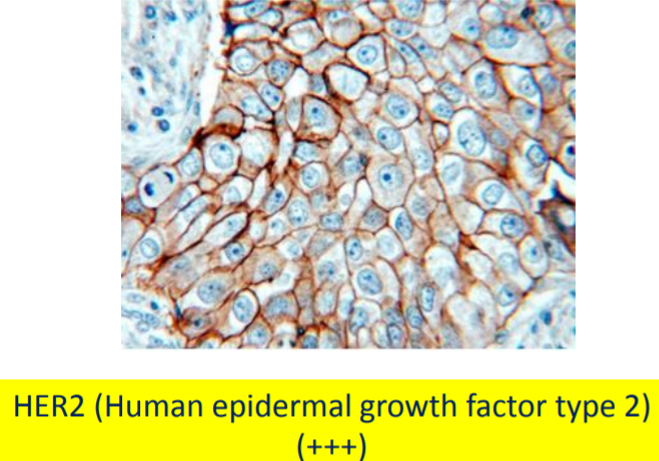 HER2 (Human epidermal growth factor type 2)
(+++)